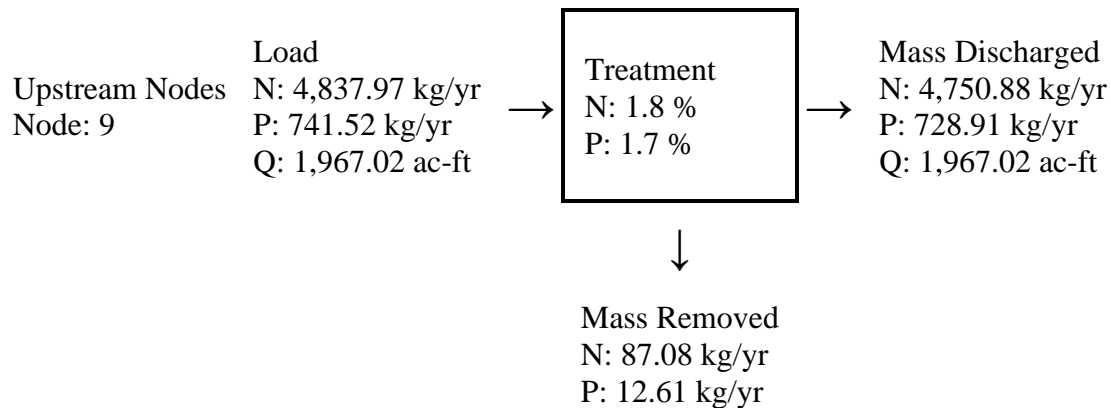 Upstream Nodes
Node: 9
Load
N: 4,837.97 kg/yr
P: 741.52 kg/yr
Q: 1,967.02 ac-ft
→
Treatment
N: 1.8 %
P: 1.7 %
→
Mass Discharged
N: 4,750.88 kg/yr
P: 728.91 kg/yr
Q: 1,967.02 ac-ft
↓
Mass Removed
N: 87.08 kg/yr
P: 12.61 kg/yr